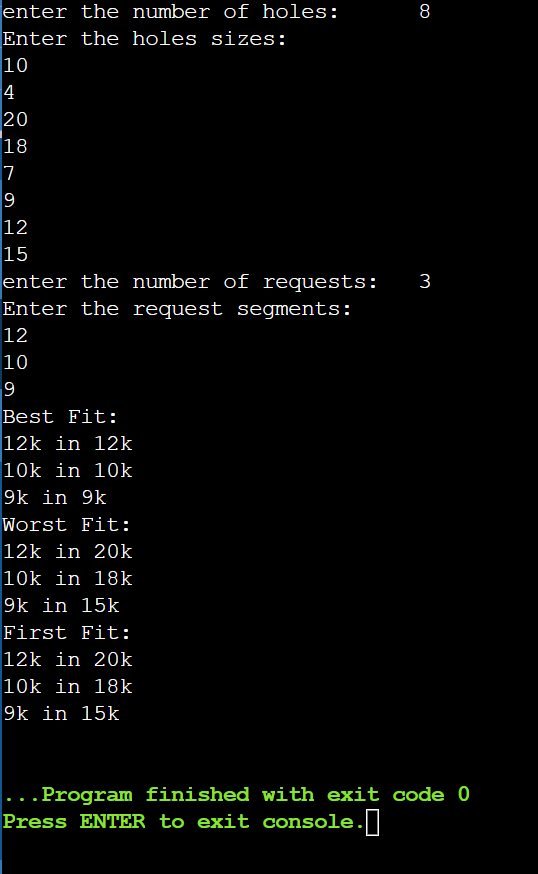 enter the number of holes:      8
Enter the holes sizes:
10
4
20
18
7
9
12
15
enter the number of requests:   3
Enter the request segments:
12
10
9
Best Fit:
12k in 12k
10k in 10k
9k in 9k
Worst Fit:
12k in 20k
10k in 18k
9k in 15k
First Fit:
12k in 20k
10k in 18k
9k in 15k
...Program finished with exit code 0
Press ENTER to exit console.